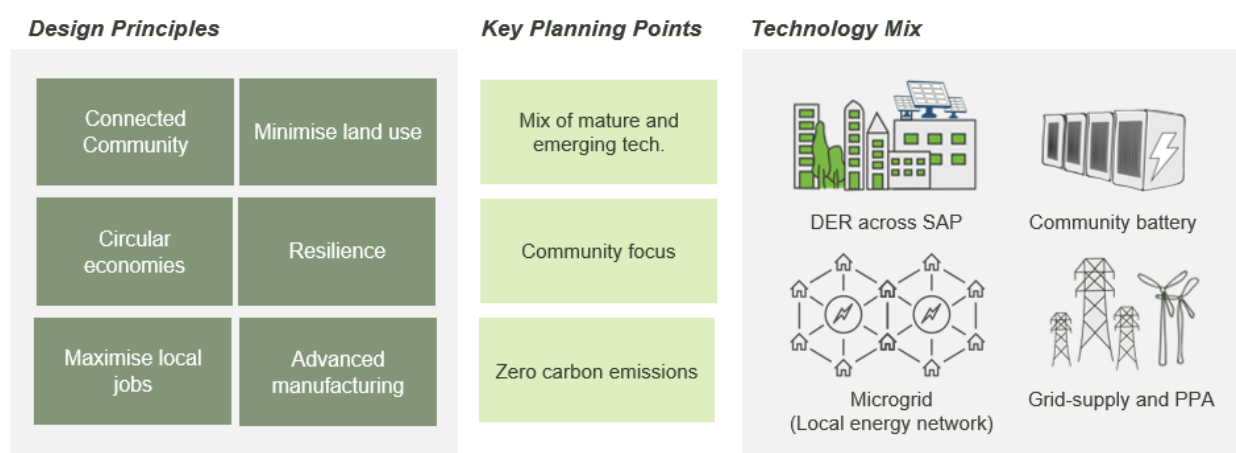 Design Principles
Key Planning Points
Technology Mix
Connected
Community
Minimise land use
Circular
economies
Resilience
Maximise local
jobs
Advanced
manufacturing
Mix of mature and
emerging tech.
Community focus
Zero carbon emissions
DER across SAP
Community battery
Microgrid
(Local energy network)
Grid-supply and PPA